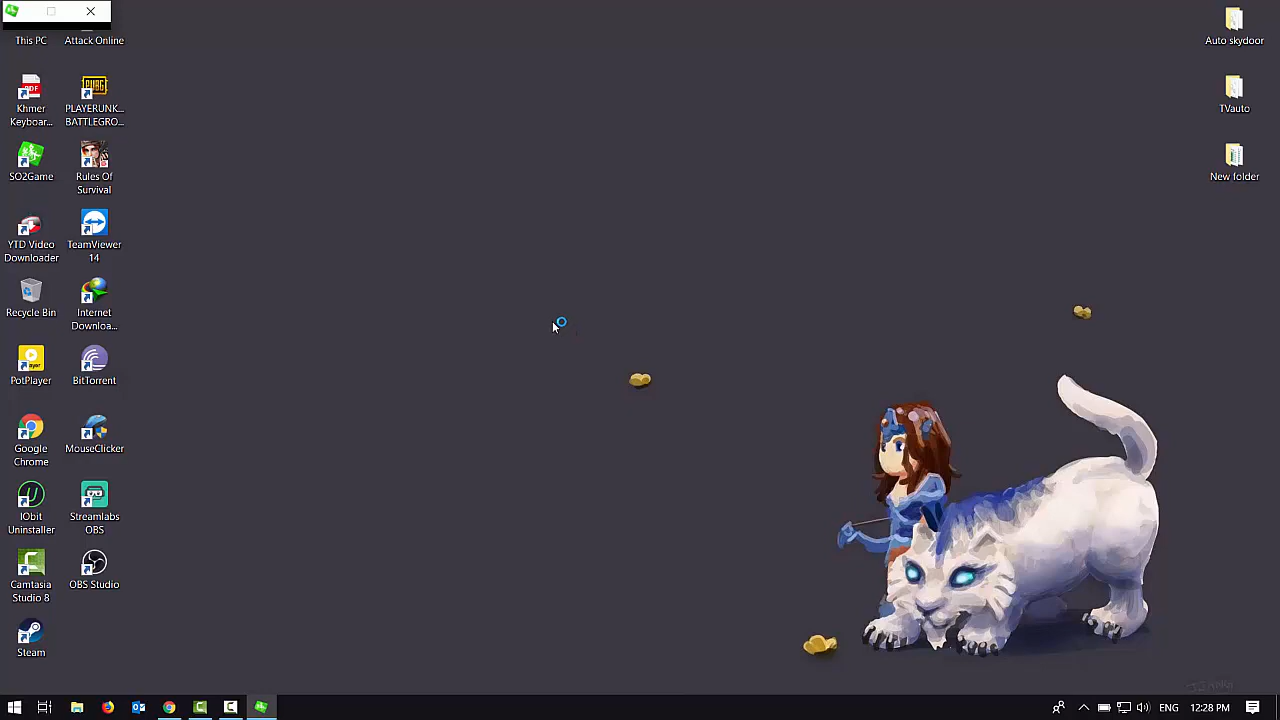 This PC
Attack Online
Khmer
Keyboar...
PLAYERUNK...
BATTLEGRO...
SO2Game
Rules Of
Survival
YTD Video
Downloader
TeamViewer
14
Recycle Bin
Internet
Downloa...
PotPlayer
BitTorrent
Google
Chrome
MouseClicker
IObit
Uninstaller
Streamlabs
OBS
Camtasia
Studio 8
OBS Studio
Steam
Auto skydoor
TVauto
New folder
ENG
12:28 PM